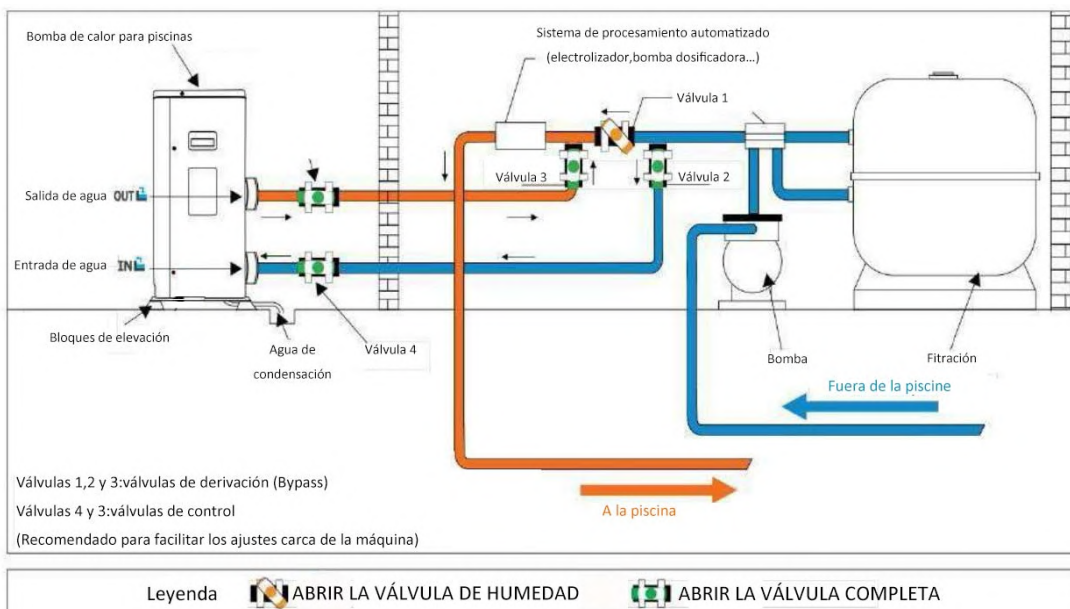 Bomba de calor para piscinas
Sistema de procesamiento automatizado
(electrolizador,bomba dosificadora...)
Válvula 1
Válvula 3
Válvula 2
Salida de agua OUT
Entrada de agua IN
Bloques de elevación
Agua de
condensación
Válvula 4
Bomba
Fitración
Fuera de la piscine
A la piscina
Válvulas 1,2 y 3:válvulas de derivación (Bypass)
Válvulas 4 y 3:válvulas de control
(Recomendado para facilitar los ajustes carca de la máquina)
Leyenda ABRIR LA VÁLVULA DE HUMEDAD ABRIR LA VÁLVULA COMPLETA